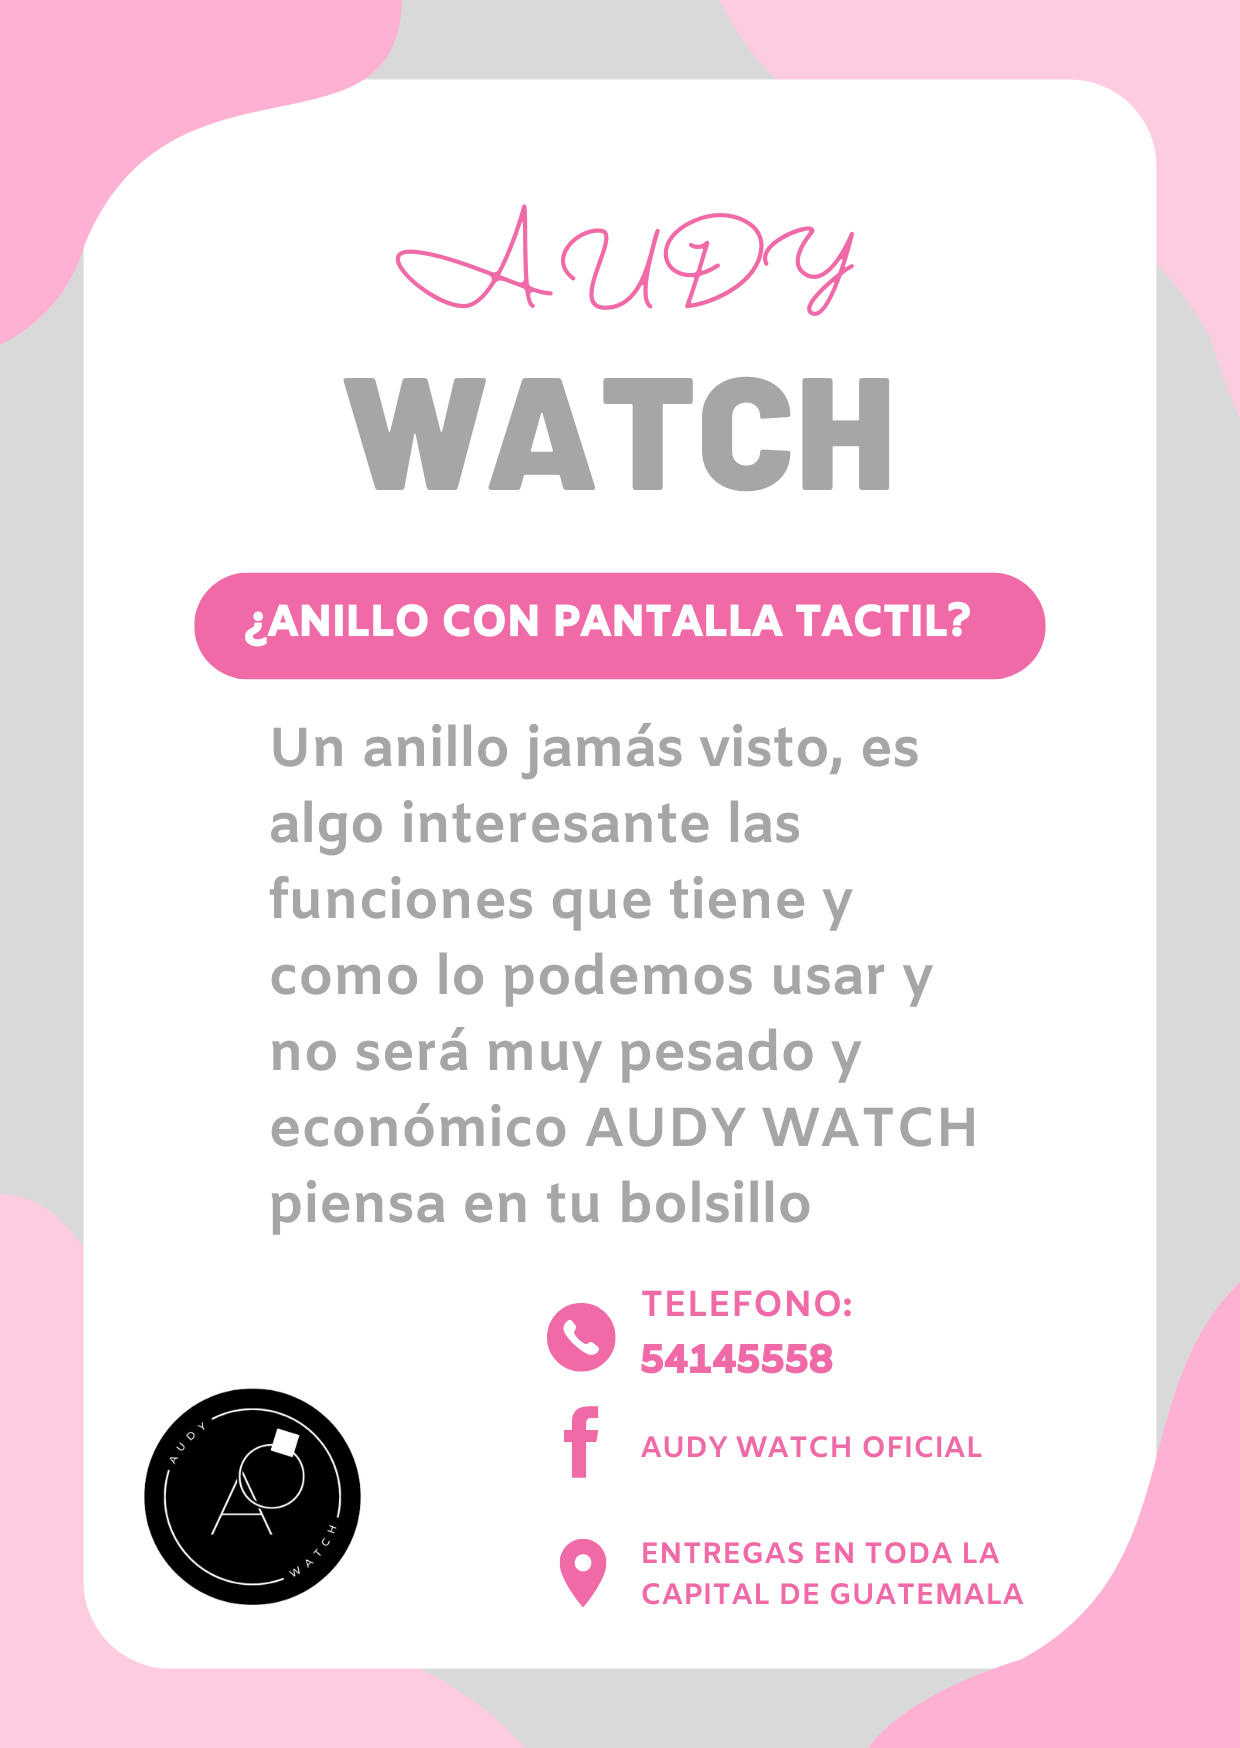 AUDY
WATCH
¿ANILLO CON PANTALLA TACTIL?
Un anillo jamás visto, es
algo interesante las
funciones que tiene y
como lo podemos usar y
no será muy pesado y
económico AUDY WATCH
piensa en tu bolsillo
TELEFONO:
54145558
AUDY WATCH OFICIAL
ENTREGAS EN TODA LA
CAPITAL DE GUATEMALA
AUDY
A
WATCH